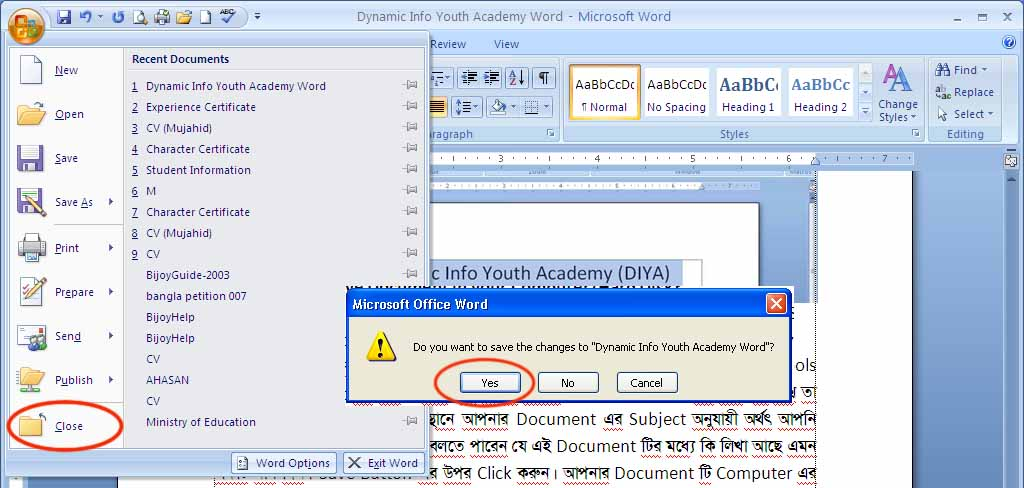 Dynamic Info Youth Academy Word - Microsoft Word
Review View
New
Open
Save
Save As
Print
Prepare
Send
Publish
Close
Recent Documents
1 Dynamic Info Youth Academy Word
2 Experience Certificate
3 CV (Mujahid)
4 Character Certificate
5 Student Information
6 M
7 Character Certificate
8 CV (Mujahid)
9 CV
BijoyGuide-2003
bangla petition 007
BijoyHelp
BijoyHelp
CV
AHASAN
CV
Ministry of Education
Word Options
Exit Word
AaBbCcDc AaBbCcDc AaBbCc AaBbCc
¶ Normal No Spacing Heading 1 Heading 2
Change Styles
Find
Replace
Select
Styles
Editing
3 4 5 6 7
Info Youth Academy (DIYA)
Microsoft Office Word
Do you want to save the changes to "Dynamic Info Youth Academy Word"?
Yes No Cancel
আপনার Document এর Subject অনুযায়ী অর্থৎ আপনি
বলতে পারেন যে এই Document টির মধ্যে কি লিখা আছে এমন
উপর Click করুন। আপনার Document টি Computer এর